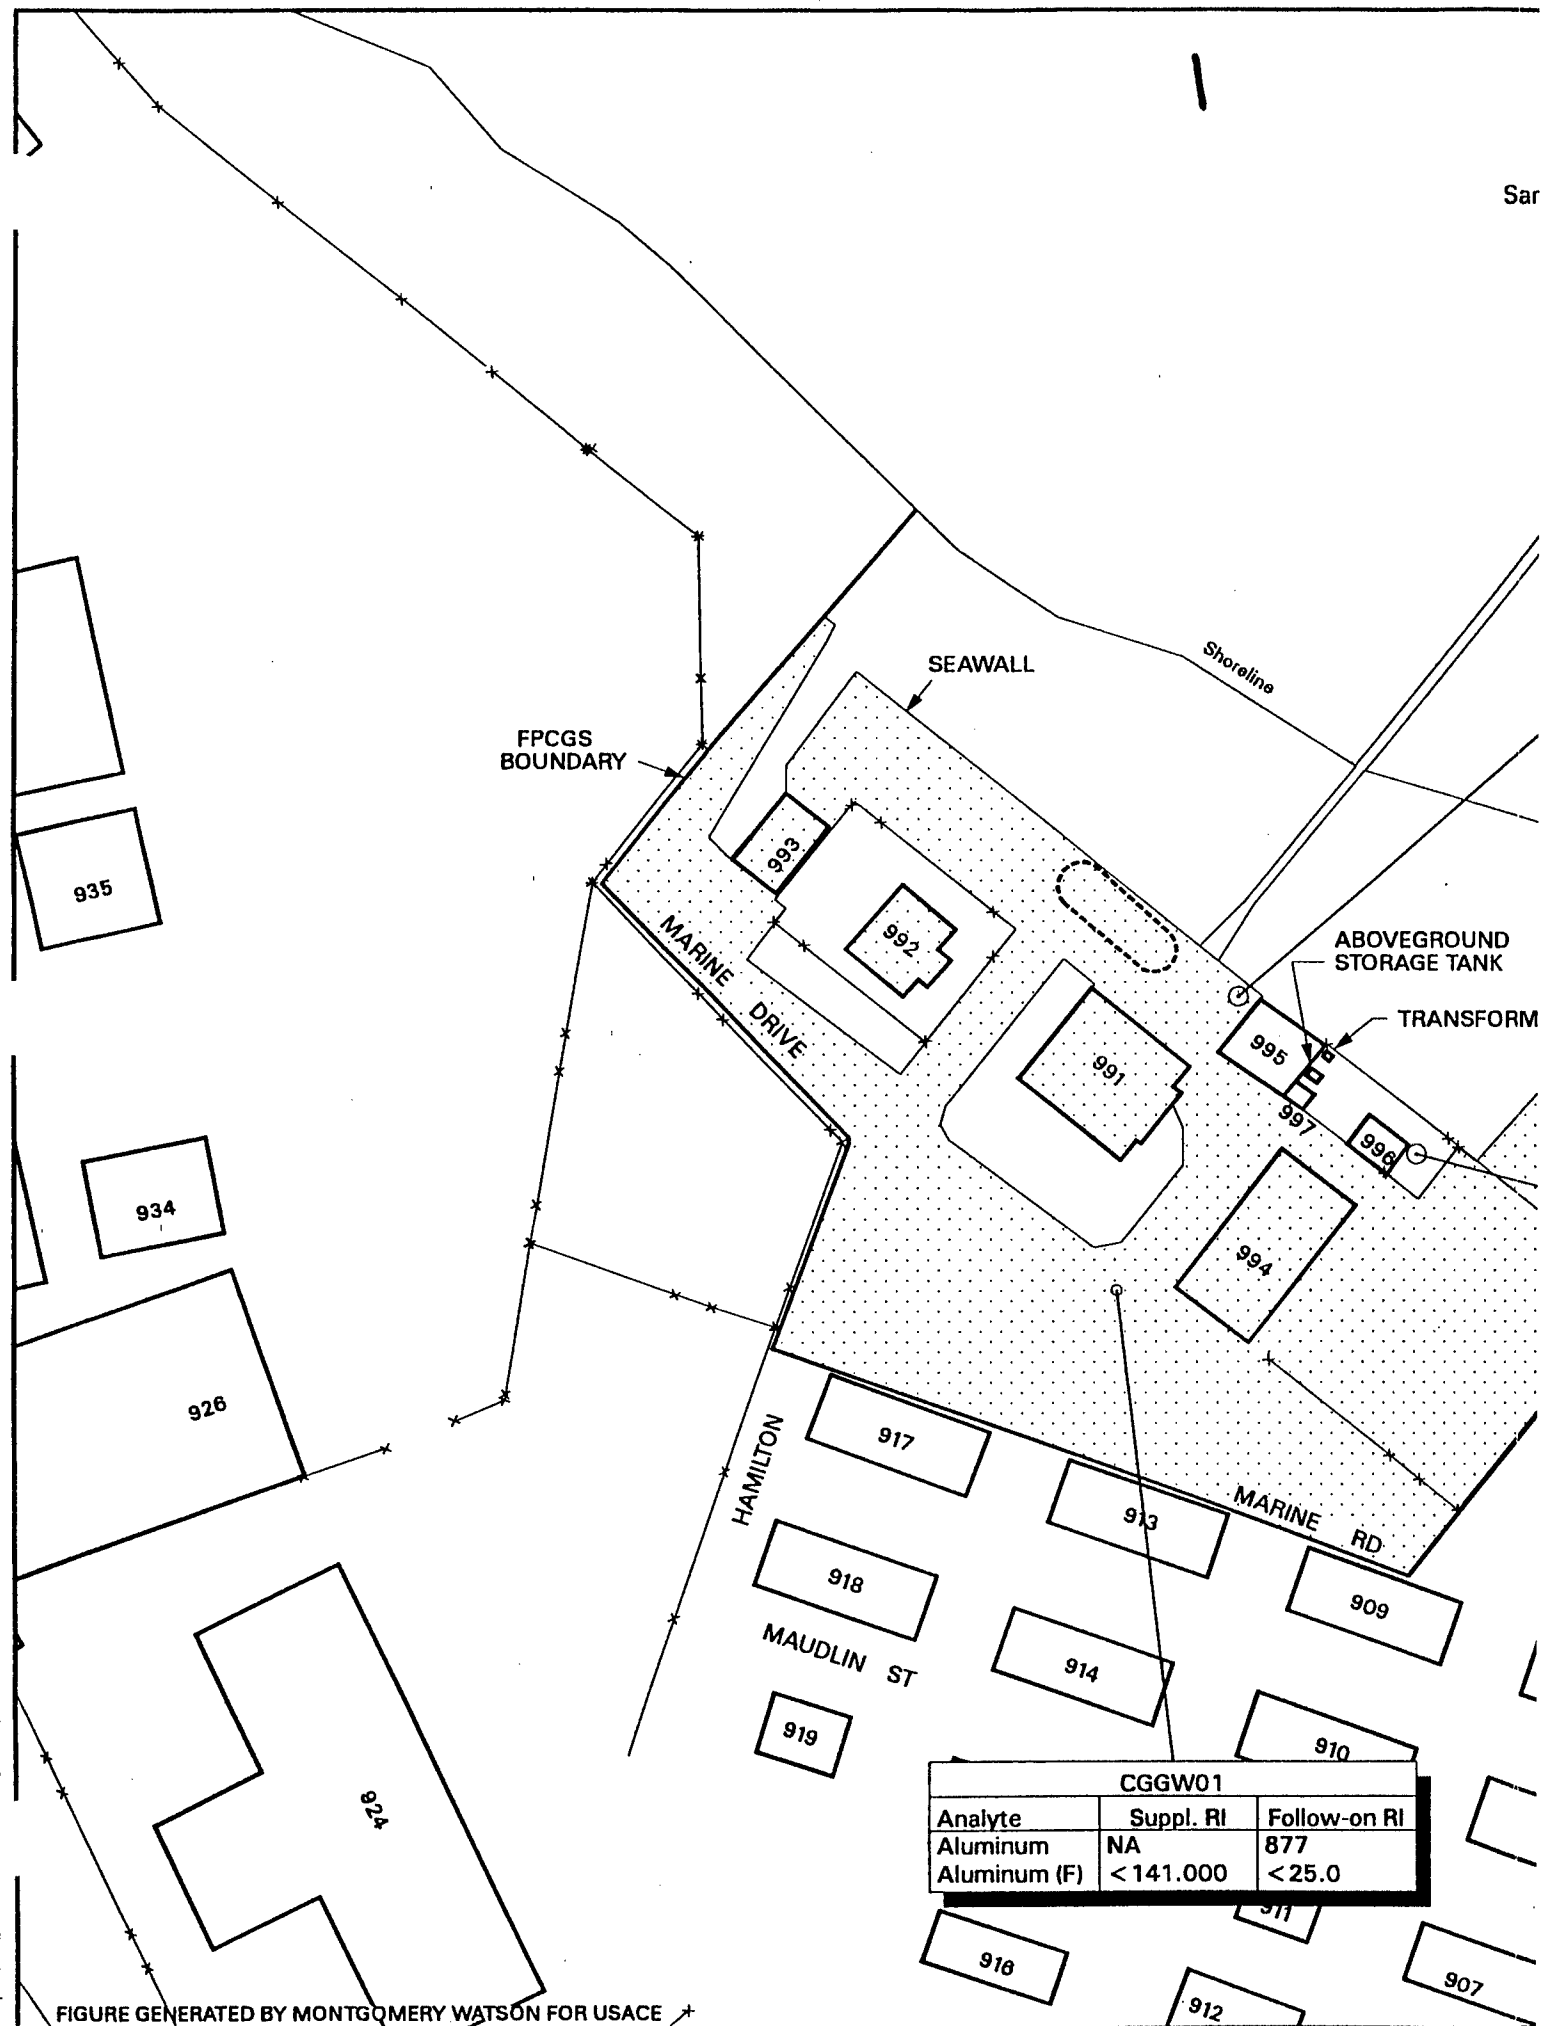 Sar
Shoreline
SEAWALL
FPCGS
BOUNDARY
993
935
992
MARINE DRIVE
ABOVEGROUND
STORAGE TANK
TRANSFORM
995
991
997
996
934
994
926
HAMILTON
917
913
MARINE RD
918
909
MAUDLIN ST
914
919
910
924
CGGW01
Analyte Suppl. RI Follow-on RI
Aluminum NA 877
Aluminum (F) <141.000 <25.0
911
916
907
912
FIGURE GENERATED BY MONTGOMERY WATSON FOR USACE